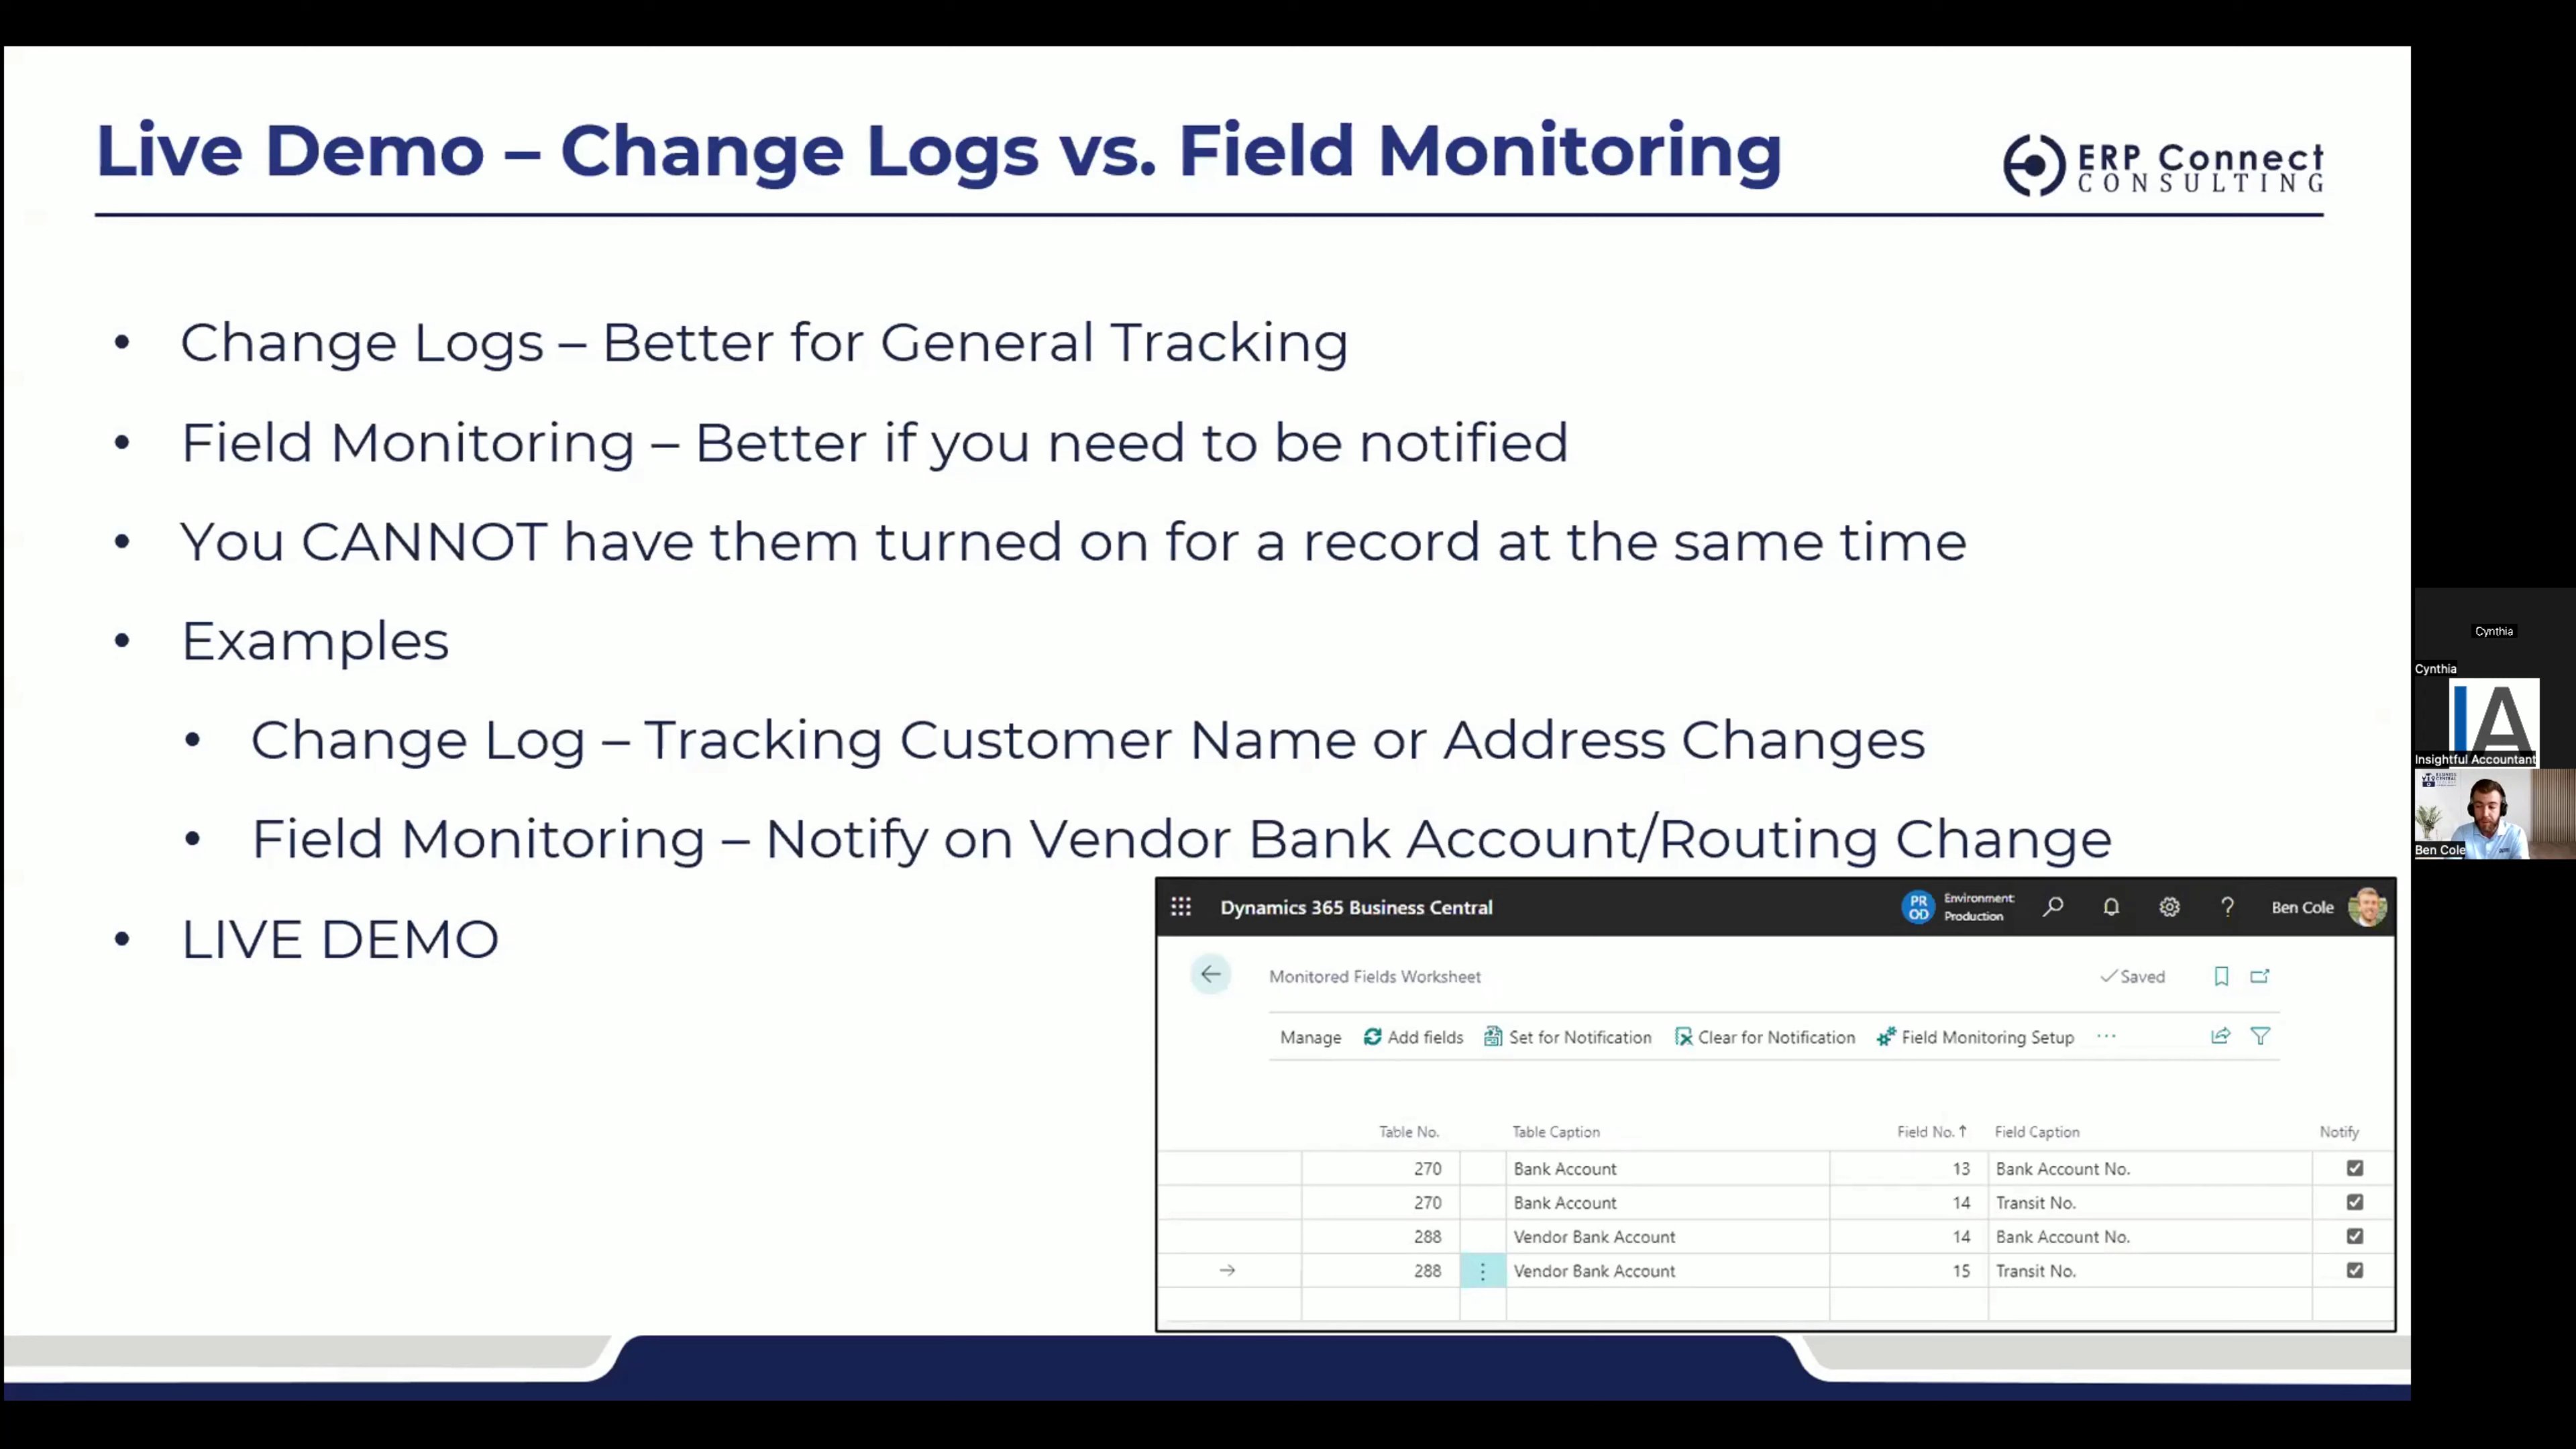 Live Demo – Change Logs vs. Field Monitoring
ERP Connect
CONSULTING
• Change Logs – Better for General Tracking
• Field Monitoring – Better if you need to be notified
• You CANNOT have them turned on for a record at the same time
• Examples
• Change Log – Tracking Customer Name or Address Changes
• Field Monitoring – Notify on Vendor Bank Account/Routing Change
• LIVE DEMO
Dynamics 365 Business Central
PR
OD
Environment:
Production
?
Ben Cole
Monitored Fields Worksheet
Saved
Manage Add fields Set for Notification Clear for Notification Field Monitoring Setup ...
Table No. Table Caption Field No. ↑ Field Caption Notify
270 Bank Account 13 Bank Account No.
270 Bank Account 14 Transit No.
288 Vendor Bank Account 14 Bank Account No.
→ 288 Vendor Bank Account 15 Transit No.
Cynthia
Cynthia
IA
Insightful Accountant
Ben Cole